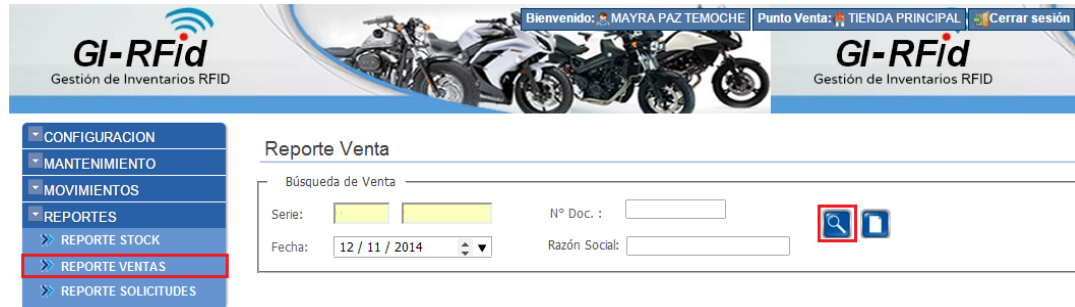 Bienvenido: MAYRA PAZ TEMOCHE Punto Venta: TIENDA PRINCIPAL Cerrar sesión
GI-RFid
Gestión de Inventarios RFID
GI-RFid
Gestión de Inventarios RFID
CONFIGURACION
MANTENIMIENTO
MOVIMIENTOS
REPORTES
REPORTE STOCK
REPORTE VENTAS
REPORTE SOLICITUDES
Reporte Venta
Búsqueda de Venta
Serie:
N° Doc. :
Fecha: 12 / 11 / 2014
Razón Social: